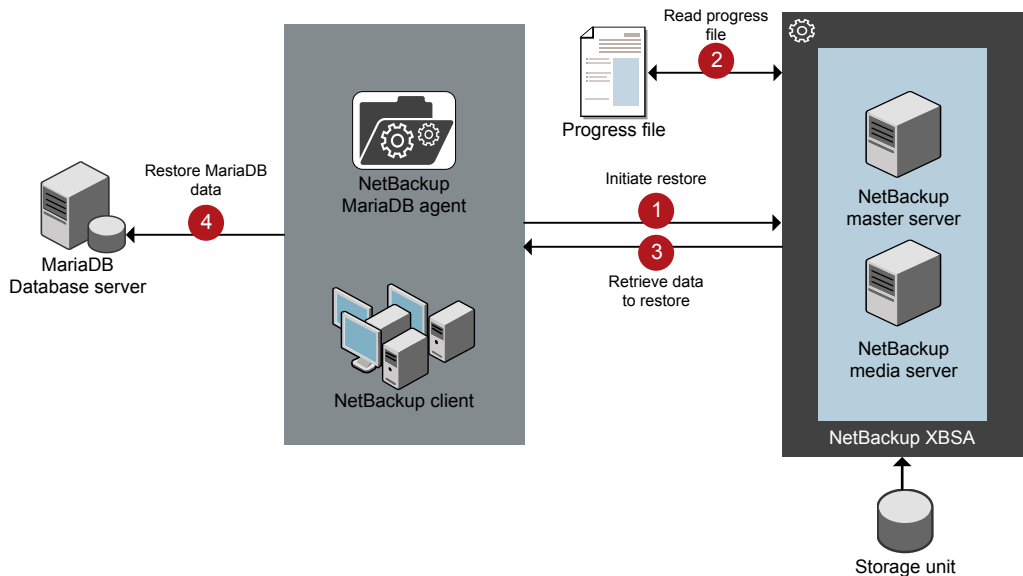 Read progress
file
2
Progress file
NetBackup
MariaDB agent
Restore MariaDB
data
4
MariaDB
Database server
Initiate restore
1
3
Retrieve data
to restore
NetBackup client
NetBackup
master server
NetBackup
media server
NetBackup XBSA
Storage unit